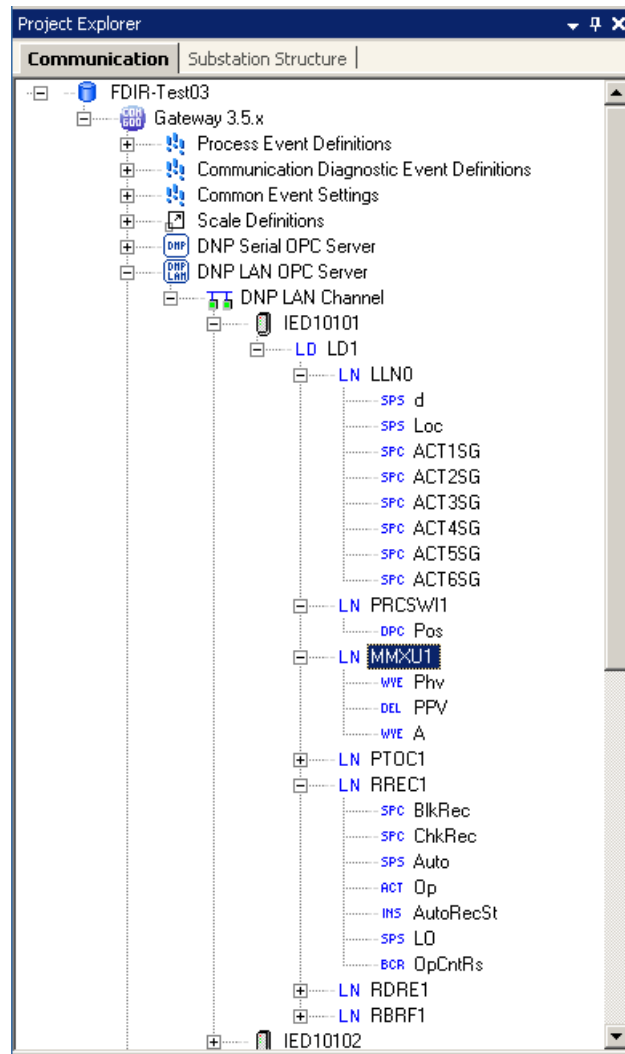 Project Explorer
Communication Substation Structure
FDIR-Test03
COM 600 Gateway 3.5.x
Process Event Definitions
Communication Diagnostic Event Definitions
Common Event Settings
Scale Definitions
DNP DNP Serial OPC Server
DNP LAN DNP LAN OPC Server
DNP LAN Channel
IED10101
LD LD1
LN LLN0
SPS d
SPS Loc
SPC ACT1SG
SPC ACT2SG
SPC ACT3SG
SPC ACT4SG
SPC ACT5SG
SPC ACT6SG
LN PRCSWI1
DPC Pos
LN MMXU1
WYE Phv
DEL PPV
WYE A
LN PTOC1
LN RREC1
SPC BlkRec
SPC ChkRec
SPS Auto
ACT Op
INS AutoRecSt
SPS LO
BCR OpCntRs
LN RDRE1
LN RBRF1
IED10102